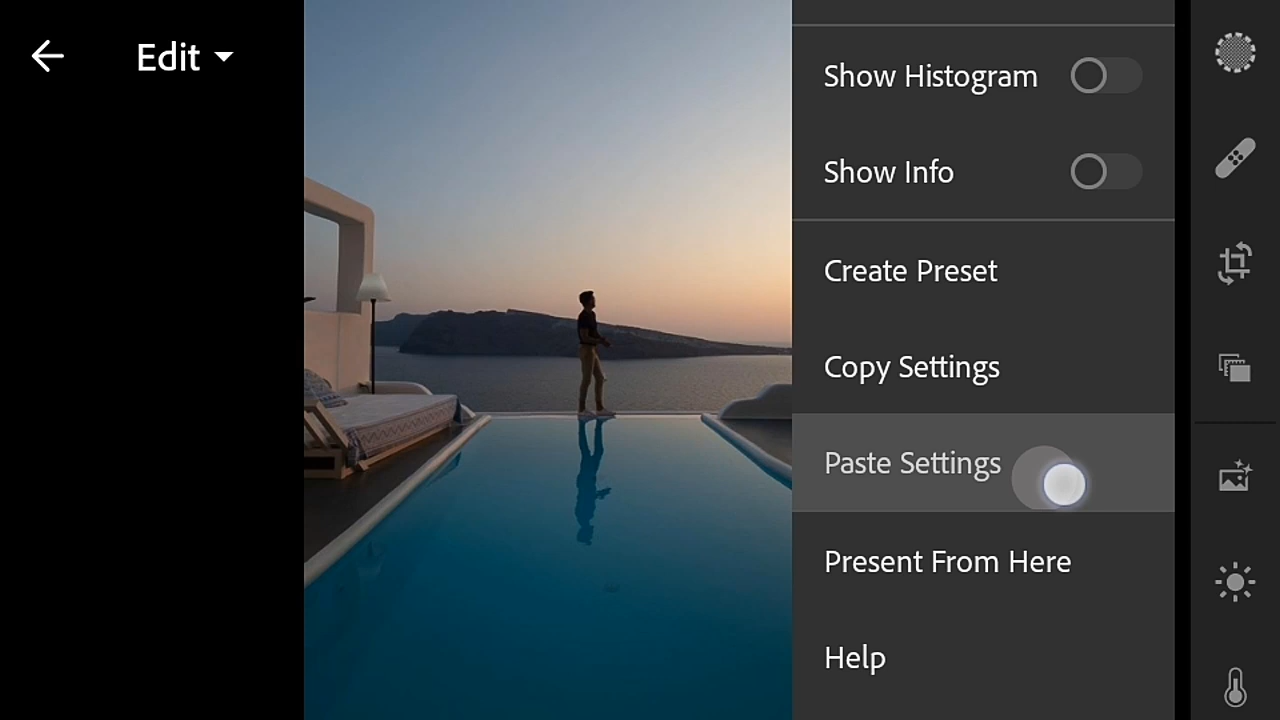 Edit
Show Histogram
Show Info
Create Preset
Copy Settings
Paste Settings
Present From Here
Help